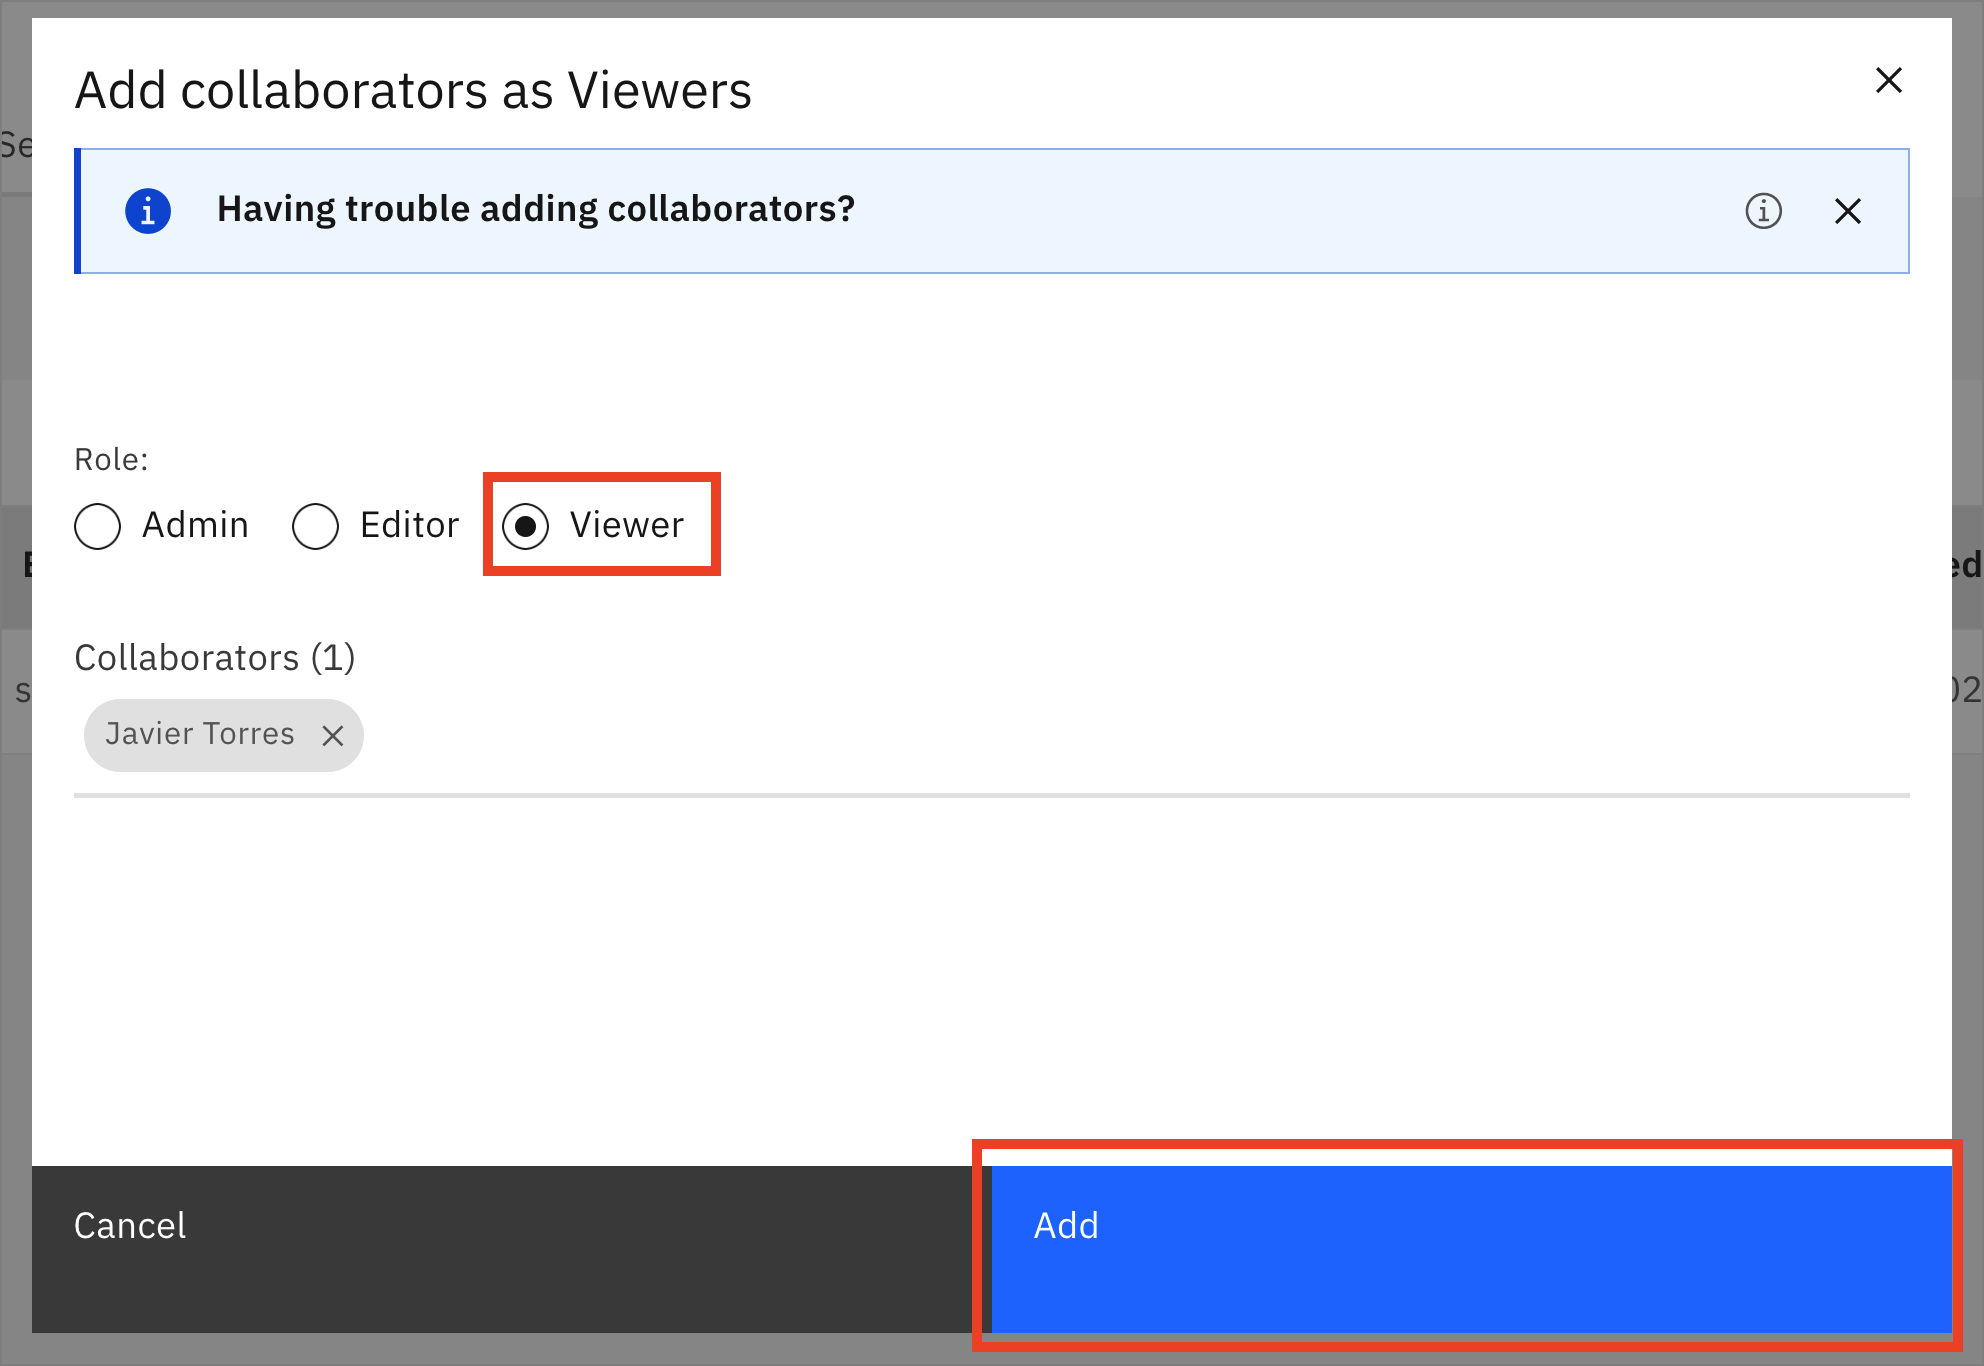 Add collaborators as Viewers
Having trouble adding collaborators?
Role:
Admin Editor Viewer
Collaborators (1)
Javier Torres
Cancel Add